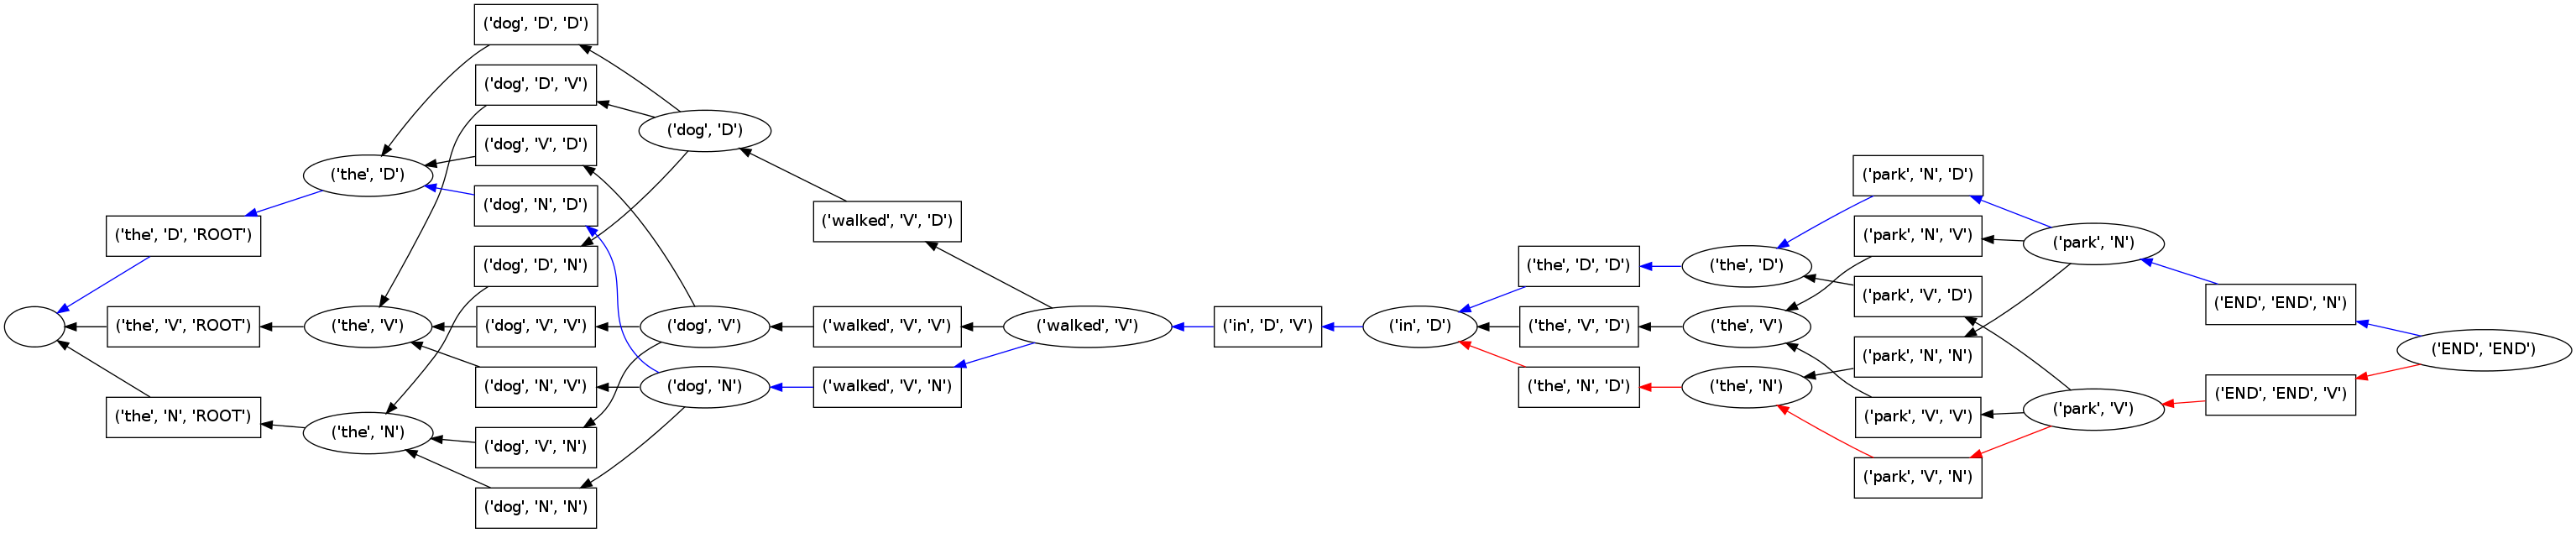 ('the', 'D', 'ROOT')
('the', 'V', 'ROOT')
('the', 'N', 'ROOT')
('the', 'D')
('the', 'V')
('the', 'N')
('dog', 'D', 'D')
('dog', 'D', 'V')
('dog', 'V', 'D')
('dog', 'N', 'D')
('dog', 'D', 'N')
('dog', 'V', 'V')
('dog', 'N', 'V')
('dog', 'V', 'N')
('dog', 'N', 'N')
('dog', 'D')
('dog', 'V')
('dog', 'N')
('walked', 'V', 'D')
('walked', 'V', 'V')
('walked', 'V', 'N')
('walked', 'V')
('in', 'D', 'V')
('in', 'D')
('the', 'D', 'D')
('the', 'V', 'D')
('the', 'N', 'D')
('the', 'D')
('the', 'V')
('the', 'N')
('park', 'N', 'D')
('park', 'N', 'V')
('park', 'V', 'D')
('park', 'N', 'N')
('park', 'V', 'V')
('park', 'V', 'N')
('park', 'N')
('park', 'V')
('END', 'END', 'N')
('END', 'END', 'V')
('END', 'END')